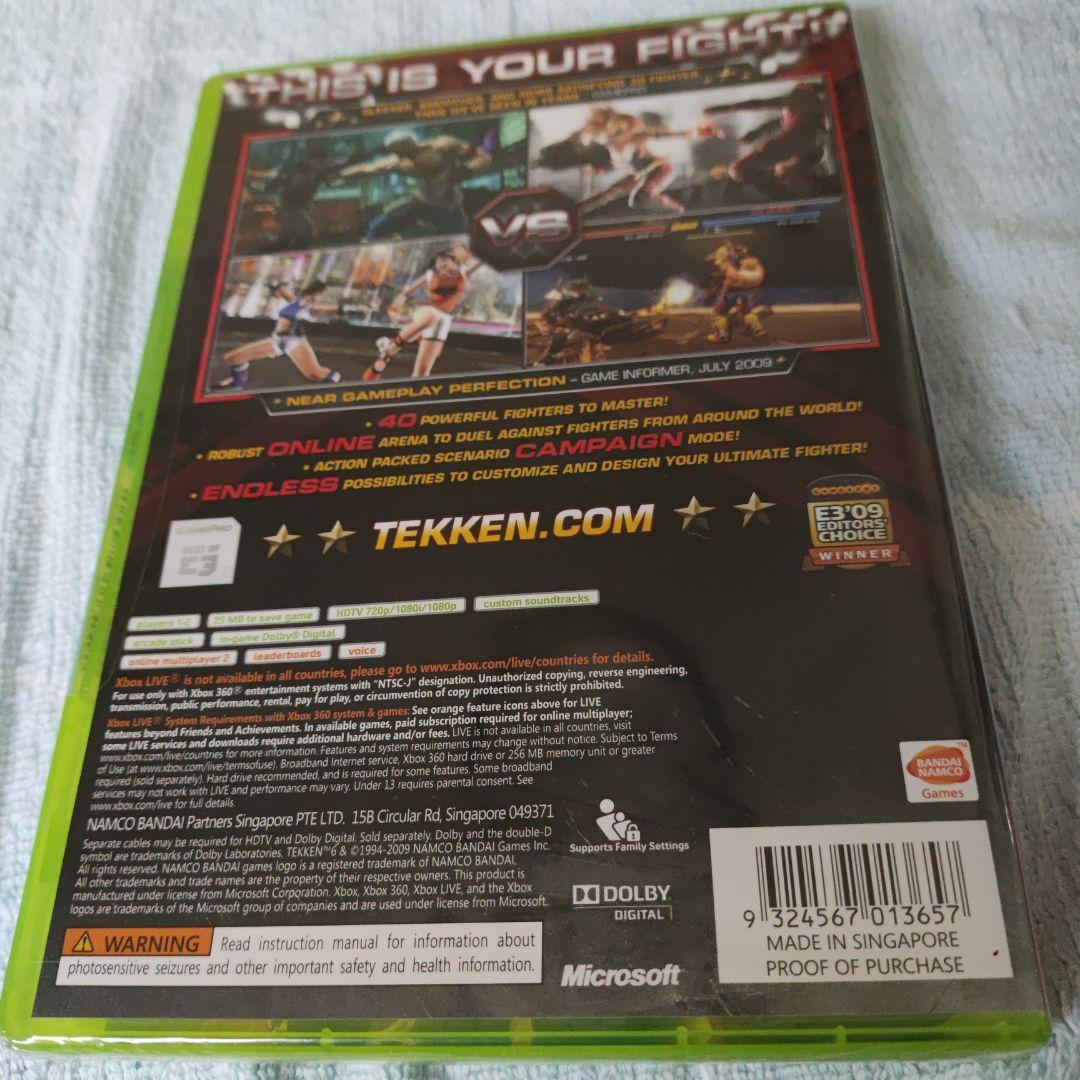 THIS IS YOUR FIGHT!
THAN WE'VE SEEN IN YEARS
VS
NEAR GAMEPLAY PERFECTION – GAME INFORMER, JULY 2009
• 40 POWERFUL FIGHTERS TO MASTER!
• ROBUST ONLINE ARENA TO DUEL AGAINST FIGHTERS FROM AROUND THE WORLD!
• ACTION PACKED SCENARIO CAMPAIGN MODE!
• ENDLESS POSSIBILITIES TO CUSTOMIZE AND DESIGN YOUR ULTIMATE FIGHTER!
GAMEPRO
BEST OF
E3
TEKKEN.COM
GAMESPOT
E3'09
EDITORS'
CHOICE
WINNER
players 1-2 25 MB to save game HDTV 720p/1080i/1080p custom soundtracks
arcade stick in-game Dolby® Digital
online multiplayer 2 leaderboards voice
Xbox LIVE® is not available in all countries, please go to www.xbox.com/live/countries for details.
For use only with Xbox 360® entertainment systems with "NTSC-J" designation. Unauthorized copying, reverse engineering,
transmission, public performance, rental, pay for play, or circumvention of copy protection is strictly prohibited.
Xbox LIVE® System Requirements with Xbox 360 system & games: See orange feature icons above for LIVE
features beyond Friends and Achievements. In available games, paid subscription required for online multiplayer;
some LIVE services and downloads require additional hardware and/or fees. LIVE is not available in all countries, visit
www.xbox.com/live/countries for more information. Features and system requirements may change without notice. Subject to Terms
of Use (at www.xbox.com/live/termsofuse). Broadband Internet service, Xbox 360 hard drive or 256 MB memory unit or greater
required (sold separately). Hard drive recommended, and is required for some features. Some broadband
services may not work with LIVE and performance may vary. Under 13 requires parental consent. See
www.xbox.com/live for full details.
NAMCO BANDAI Partners Singapore PTE LTD. 15B Circular Rd, Singapore 049371
Separate cables may be required for HDTV and Dolby Digital. Sold separately. Dolby and the double-D
symbol are trademarks of Dolby Laboratories. TEKKEN™6 & ©1994-2009 NAMCO BANDAI Games Inc.
All rights reserved. NAMCO BANDAI games logo is a registered trademark of NAMCO BANDAI.
All other trademarks and trade names are the property of their respective owners. This product is
manufactured under license from Microsoft Corporation. Xbox, Xbox 360, Xbox LIVE, and the Xbox
logos are trademarks of the Microsoft group of companies and are used under license from Microsoft.
WARNING Read instruction manual for information about
photosensitive seizures and other important safety and health information.
Supports Family Settings
DOLBY
DIGITAL
Microsoft
BANDAI
NAMCO
Games
TM
9 324567 013657
MADE IN SINGAPORE
PROOF OF PURCHASE